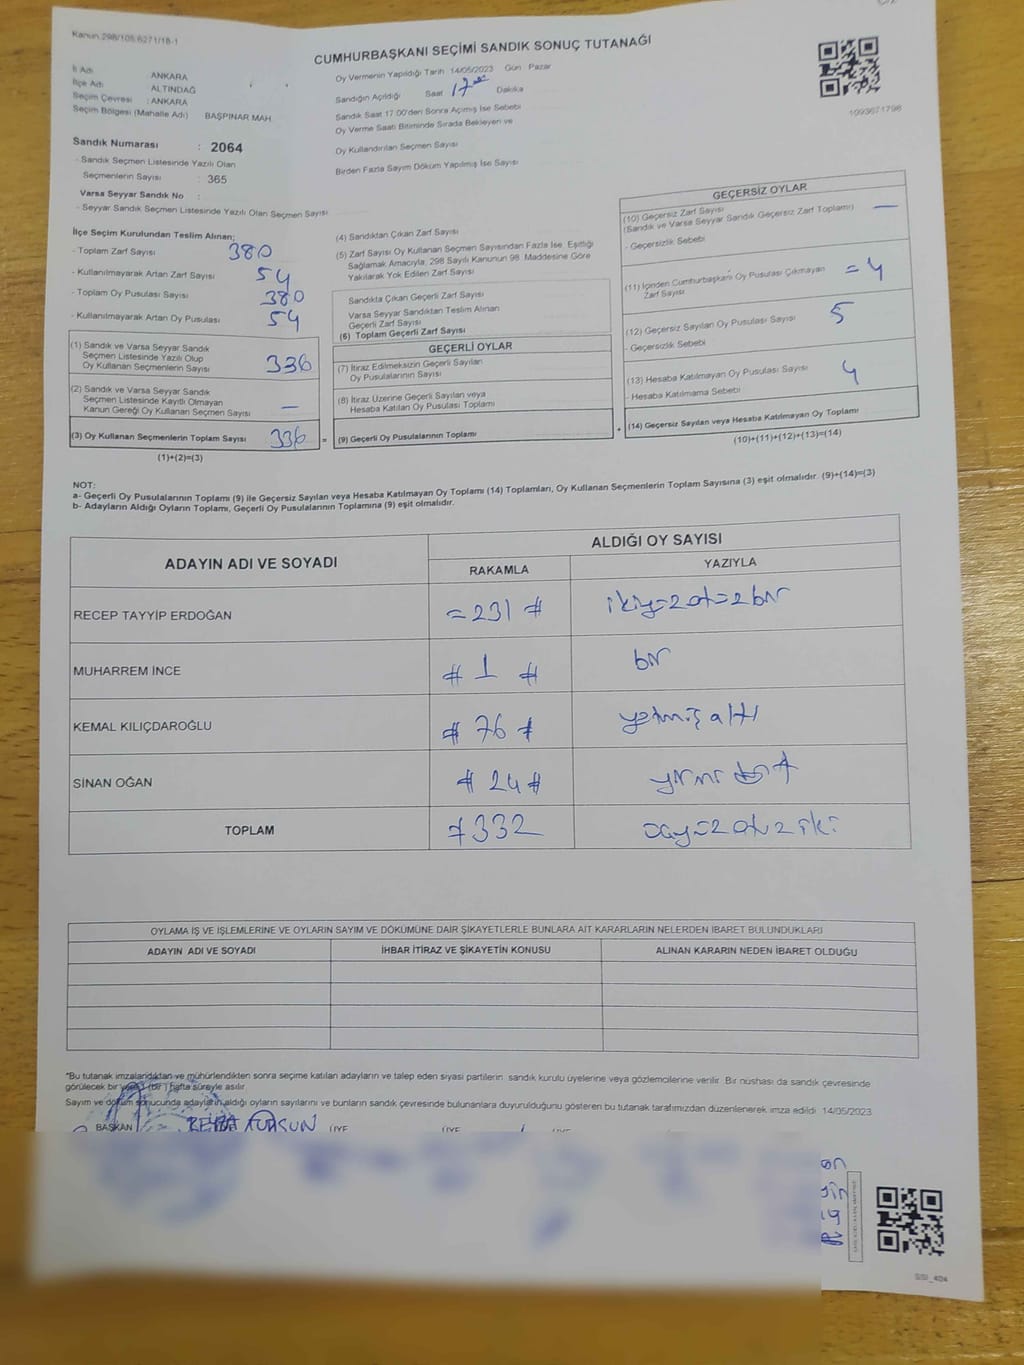 Kanun:298/105;6271/18-1
CUMHURBAŞKANI SEÇİMİ SANDIK SONUÇ TUTANAĞI
İl Adı : ANKARA
İlçe Adı : ALTINDAĞ
Seçim Çevresi : ANKARA
Seçim Bölgesi (Mahalle Adı) BAŞPINAR MAH
Sandık Numarası : 2064
- Sandık Seçmen Listesinde Yazılı Olan
Seçmenlerin Sayısı : 365
Varsa Seyyar Sandık No :
- Seyyar Sandık Seçmen Listesinde Yazılı Olan Seçmen Sayısı
Oy Vermenin Yapıldığı Tarih 14/05/2023 Gün Pazar
Sandığın Açıldığı Saat 17 Dakika
Sandık Saat 17:00'den Sonra Açılmış İse Sebebi
Oy Verme Saati Bitiminde Sırada Bekleyen ve
Oy Kullandırılan Seçmen Sayısı
Birden Fazla Sayım Döküm Yapılmış İse Sayısı
1093671798
İlçe Seçim Kurulundan Teslim Alınan;
- Toplam Zarf Sayısı 380
- Kullanılmayarak Artan Zarf Sayısı 54
- Toplam Oy Pusulası Sayısı 380
- Kullanılmayarak Artan Oy Pusulası 54
(1) Sandık ve Varsa Seyyar Sandık
Seçmen Listesinde Yazılı Olup
Oy Kullanan Seçmenlerin Sayısı 336
(2) Sandık ve Varsa Seyyar Sandık
Seçmen Listesinde Kayıtlı Olmayan
Kanun Gereği Oy Kullanan Seçmen Sayısı —
(3) Oy Kullanan Seçmenlerin Toplam Sayısı 336 =
(1)+(2)=(3)
(4) Sandıktan Çıkan Zarf Sayısı
(5) Zarf Sayısı Oy Kullanan Seçmen Sayısından Fazla İse Eşitliği
Sağlamak Amacıyla, 298 Sayılı Kanunun 98. Maddesine Göre
Yakılarak Yok Edilen Zarf Sayısı
Sandıkta Çıkan Geçerli Zarf Sayısı
Varsa Seyyar Sandıktan Teslim Alınan
Geçerli Zarf Sayısı
(6) Toplam Geçerli Zarf Sayısı
GEÇERLİ OYLAR
(7) İtiraz Edilmeksizin Geçerli Sayılan
Oy Pusulalarının Sayısı
(8) İtiraz Üzerine Geçerli Sayılan veya
Hesaba Katılan Oy Pusulası Toplamı
(9) Geçerli Oy Pusulalarının Toplamı +
GEÇERSİZ OYLAR
(10) Geçersiz Zarf Sayısı
(Sandık ve Varsa Seyyar Sandık Geçersiz Zarf Toplamı) —
- Geçersizlik Sebebi
(11) İçinden Cumhurbaşkanı Oy Pusulası Çıkmayan
Zarf Sayısı = 4
(12) Geçersiz Sayılan Oy Pusulası Sayısı 5
- Geçersizlik Sebebi
(13) Hesaba Katılmayan Oy Pusulası Sayısı 4
- Hesaba Katılmama Sebebi
(14) Geçersiz Sayılan veya Hesaba Katılmayan Oy Toplamı
(10)+(11)+(12)+(13)=(14)
NOT:
a- Geçerli Oy Pusulalarının Toplamı (9) ile Geçersiz Sayılan veya Hesaba Katılmayan Oy Toplamı (14) Toplamları, Oy Kullanan Seçmenlerin Toplam Sayısına (3) eşit olmalıdır. (9)+(14)=(3)
b- Adayların Aldığı Oyların Toplamı, Geçerli Oy Pusulalarının Toplamına (9) eşit olmalıdır.
ADAYIN ADI VE SOYADI ALDIĞI OY SAYISI
RAKAMLA YAZIYLA
RECEP TAYYİP ERDOĞAN = 231 # ikiyüzotuzbir
MUHARREM İNCE # 1 # bir
KEMAL KILIÇDAROĞLU # 76 # yetmişaltı
SİNAN OĞAN # 24 # yirmi
TOPLAM # 332 üçyüzotuziki
OYLAMA İŞ VE İŞLEMLERİNE VE OYLARIN SAYIM VE DÖKÜMÜNE DAİR ŞİKAYETLERLE BUNLARA AİT KARARLARIN NELERDEN İBARET BULUNDUKLARI
ADAYIN ADI VE SOYADI İHBAR İTİRAZ VE ŞİKAYETİN KONUSU ALINAN KARARIN NEDEN İBARET OLDUĞU
*Bu tutanak imzalandıktan ve mühürlendikten sonra seçime katılan adayların ve talep eden siyasi partilerin sandık kurulu üyelerine veya gözlemcilerine verilir. Bir nüshası da sandık çevresinde
görülecek bir yere 1 (bir) hafta süreyle asılır.
Sayım ve döküm sonucunda adayların aldığı oyların sayılarını ve bunların sandık çevresinde bulunanlara duyurulduğunu gösteren bu tutanak tarafımızdan düzenlenerek imza edildi. 14/05/2023
BAŞKAN ÜYE ÜYE ÜYE